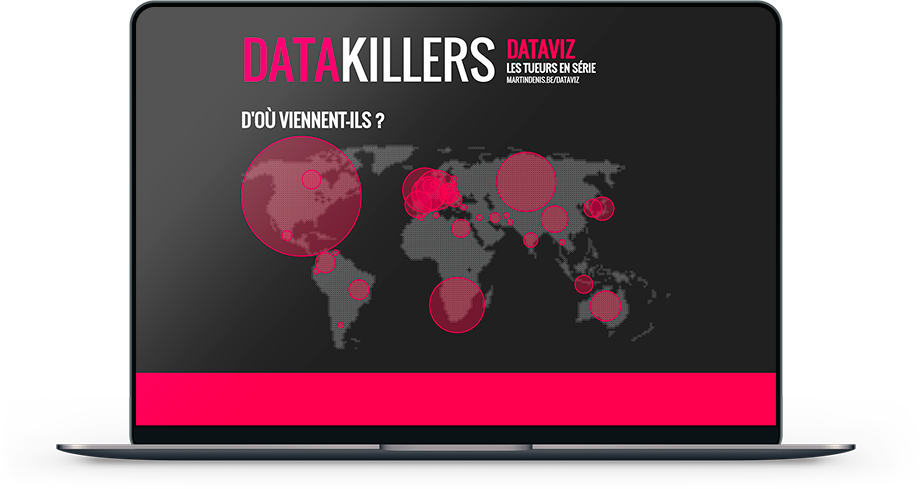 DATAKILLERS
DATAVIZ
LES TUEURS EN SÉRIE
MARTINDENIS.BE/DATAVIZ
D'OÙ VIENNENT-ILS ?